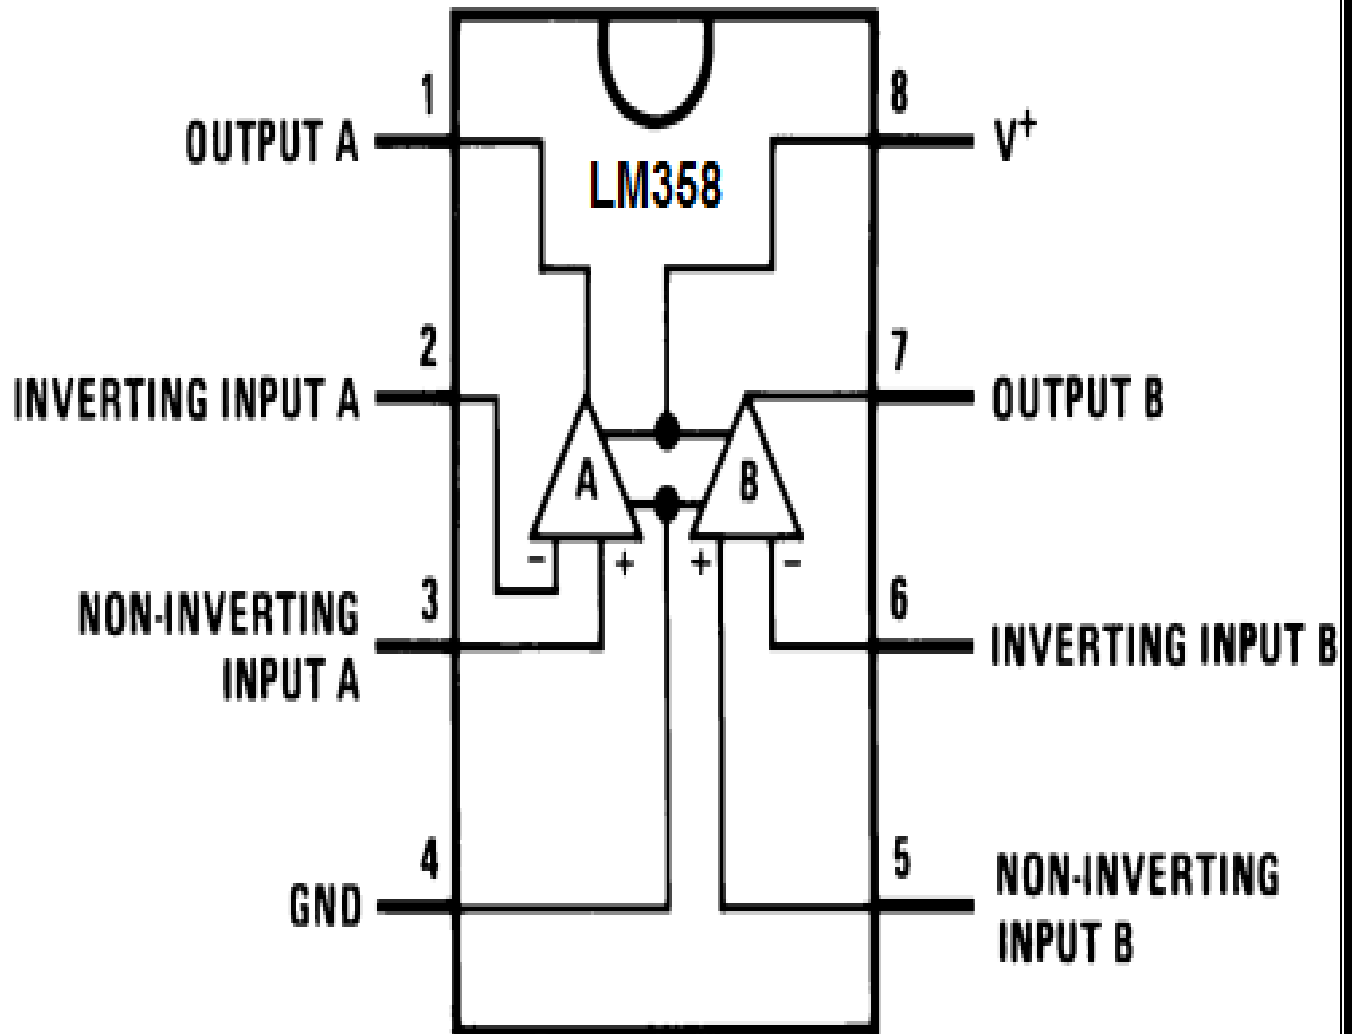 1
8
OUTPUT A
V+
LM358
2
7
INVERTING INPUT A
OUTPUT B
A
B
- +
+ -
3
6
NON-INVERTING
INPUT A
INVERTING INPUT B
4
5
GND
NON-INVERTING
INPUT B